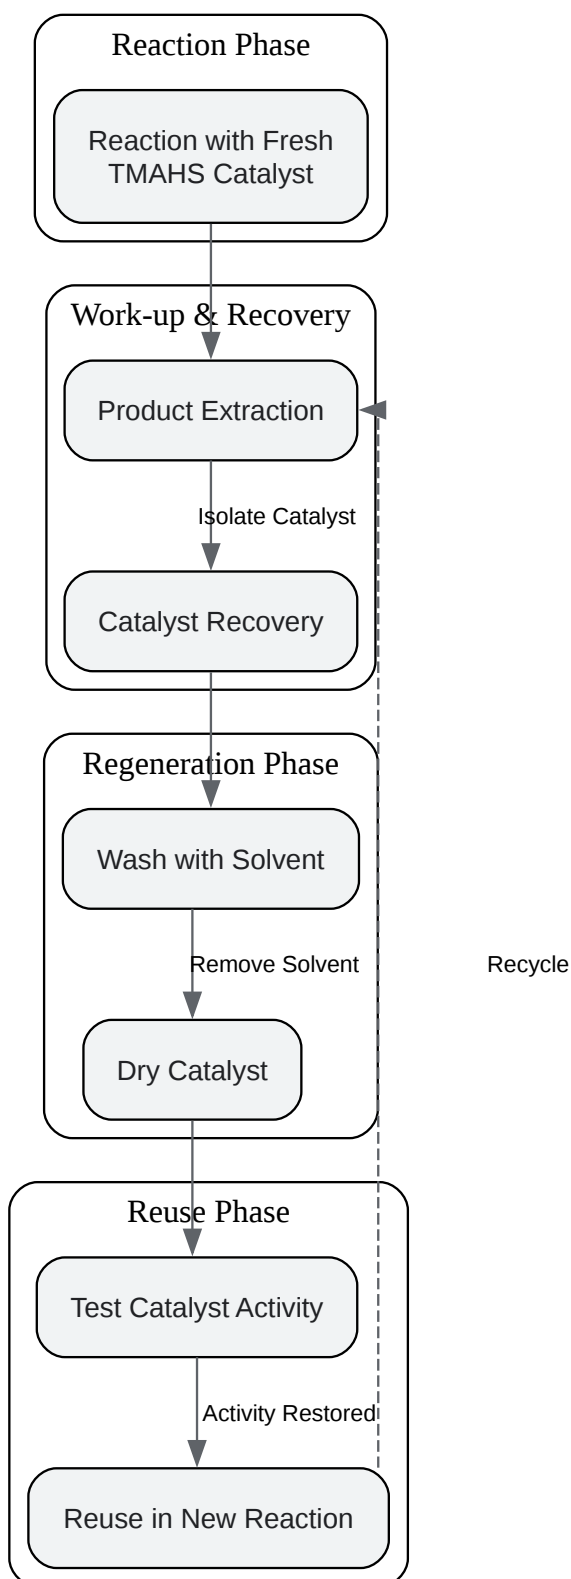 Reaction Phase
Reaction with Fresh
TMAHS Catalyst
Work-up & Recovery
Product Extraction
Isolate Catalyst
Catalyst Recovery
Regeneration Phase
Wash with Solvent
Remove Solvent
Recycle
Dry Catalyst
Reuse Phase
Test Catalyst Activity
Activity Restored
Reuse in New Reaction